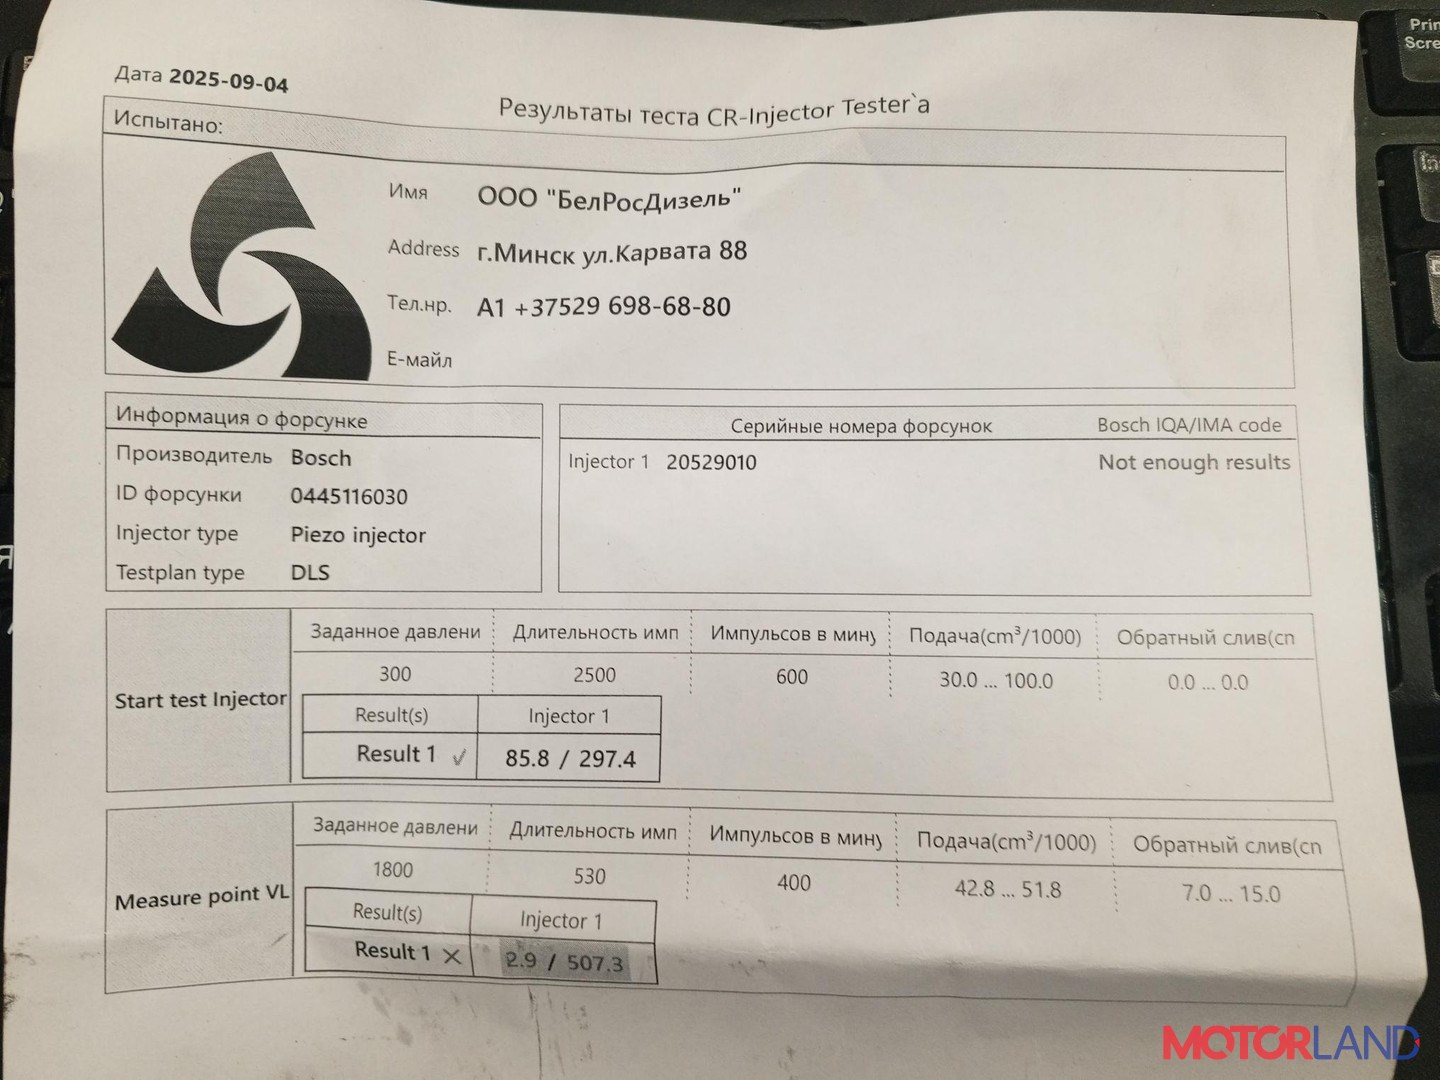 Дата 2025-09-04
Результаты теста CR-Injector Tester`a
Испытано:
Имя ООО "БелРосДизель"
Address г.Минск ул.Карвата 88
Тел.нр. A1 +37529 698-68-80
Е-майл
Информация о форсунке
Производитель Bosch
ID форсунки 0445116030
Injector type Piezo injector
Testplan type DLS
Серийные номера форсунок Bosch IQA/IMA code
Injector 1 20529010 Not enough results
Start test Injector
Заданное давлени Длительность имп Импульсов в мину Подача(cm³/1000) Обратный слив(cп
300 2500 600 30.0 ... 100.0 0.0 ... 0.0
Result(s) Injector 1
Result 1 ✓ 85.8 / 297.4
Measure point VL
Заданное давлени Длительность имп Импульсов в мину Подача(cm³/1000) Обратный слив(cп
1800 530 400 42.8 ... 51.8 7.0 ... 15.0
Result(s) Injector 1
Result 1 ✕ 2.9 / 507.3
Prin
Scre
MOTORLAND